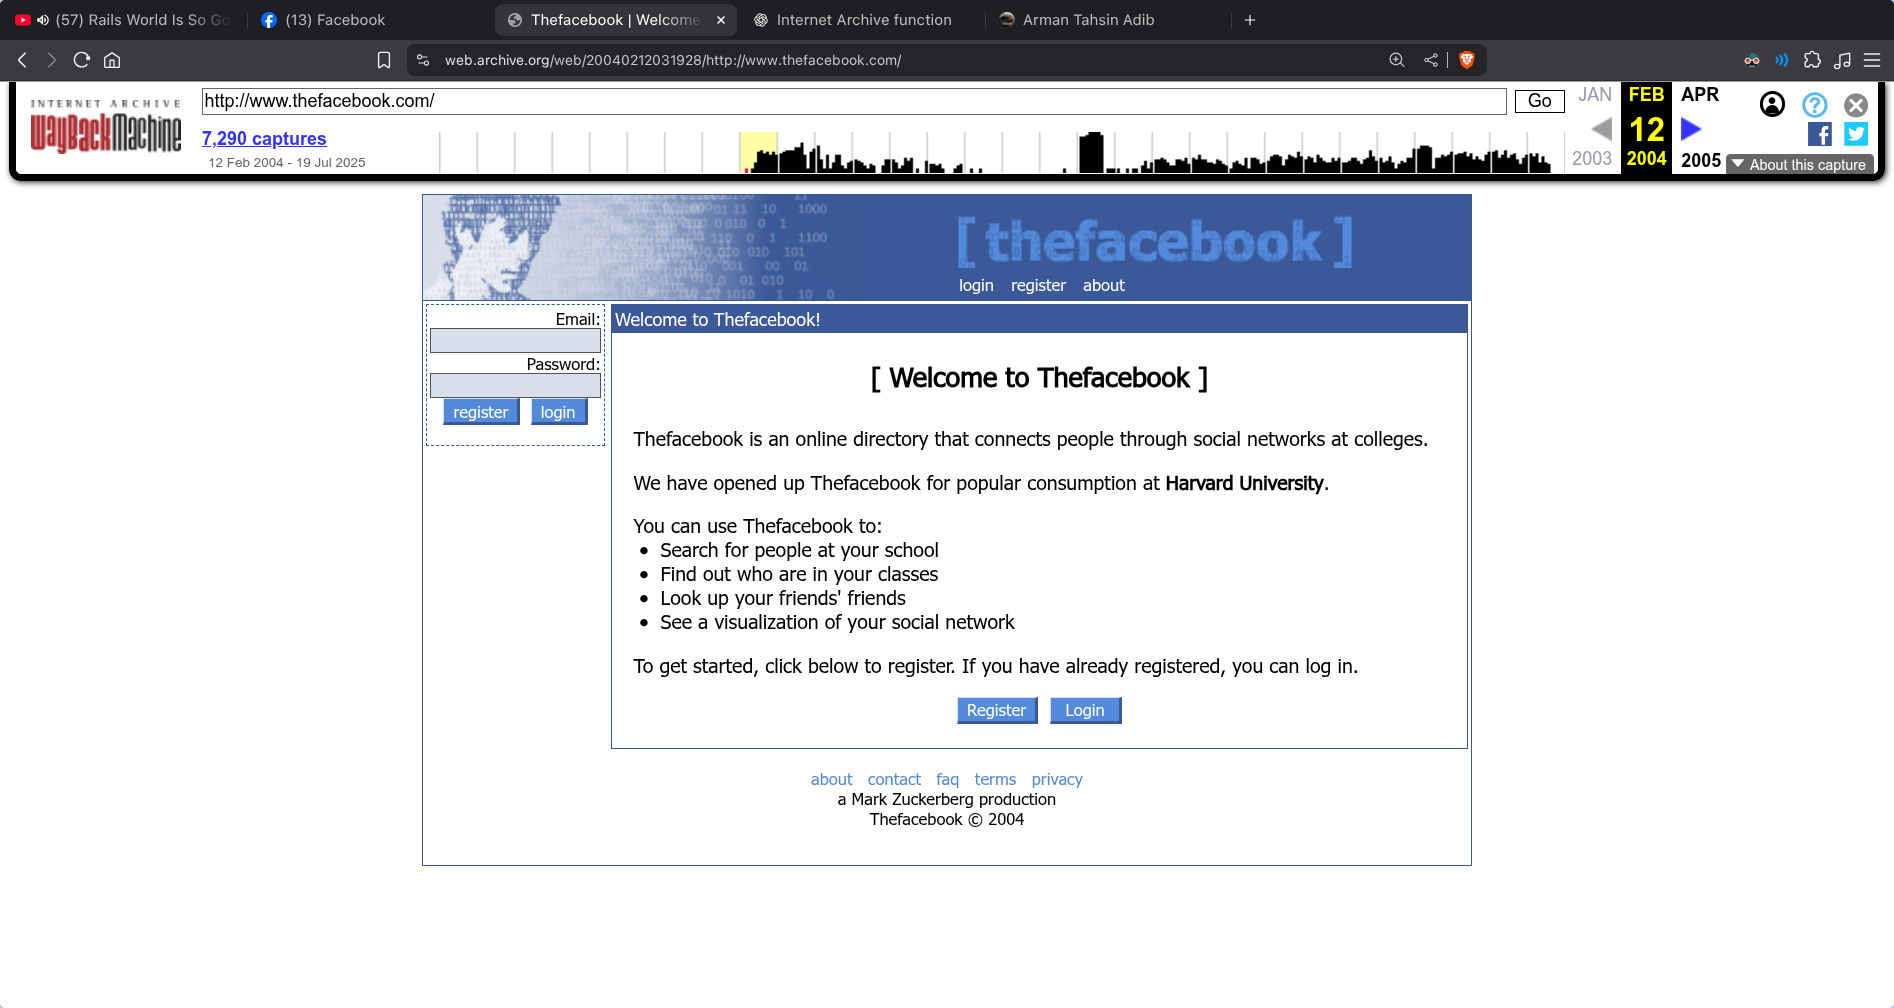 (57) Rails World Is So Go
(13) Facebook
Thefacebook | Welcome
Internet Archive function
Arman Tahsin Adib
web.archive.org/web/20040212031928/http://www.thefacebook.com/
INTERNET ARCHIVE
WayBackMachine
http://www.thefacebook.com/
Go
7,290 captures
12 Feb 2004 - 19 Jul 2025
JAN FEB APR
12
2003 2004 2005
About this capture
[ thefacebook ]
login register about
Email:
Password:
register login
Welcome to Thefacebook!
[ Welcome to Thefacebook ]
Thefacebook is an online directory that connects people through social networks at colleges.
We have opened up Thefacebook for popular consumption at Harvard University.
You can use Thefacebook to:
• Search for people at your school
• Find out who are in your classes
• Look up your friends' friends
• See a visualization of your social network
To get started, click below to register. If you have already registered, you can log in.
Register Login
about contact faq terms privacy
a Mark Zuckerberg production
Thefacebook © 2004